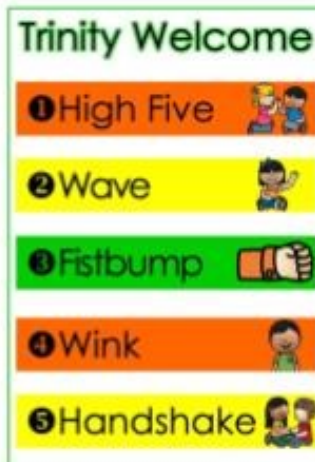 Trinity Welcome
❶High Five
❷Wave
❸Fistbump
❹Wink
❺Handshake